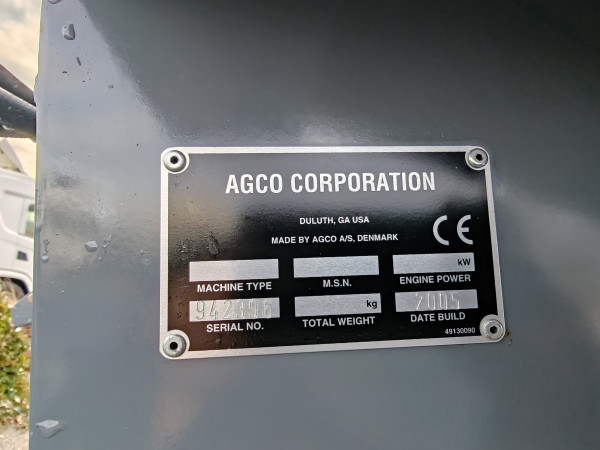 AGCO CORPORATION
DULUTH, GA USA
MADE BY AGCO A/S, DENMARK
CE
kW
MACHINE TYPE M.S.N. ENGINE POWER
kg 2005
SERIAL NO. TOTAL WEIGHT DATE BUILD
49130090